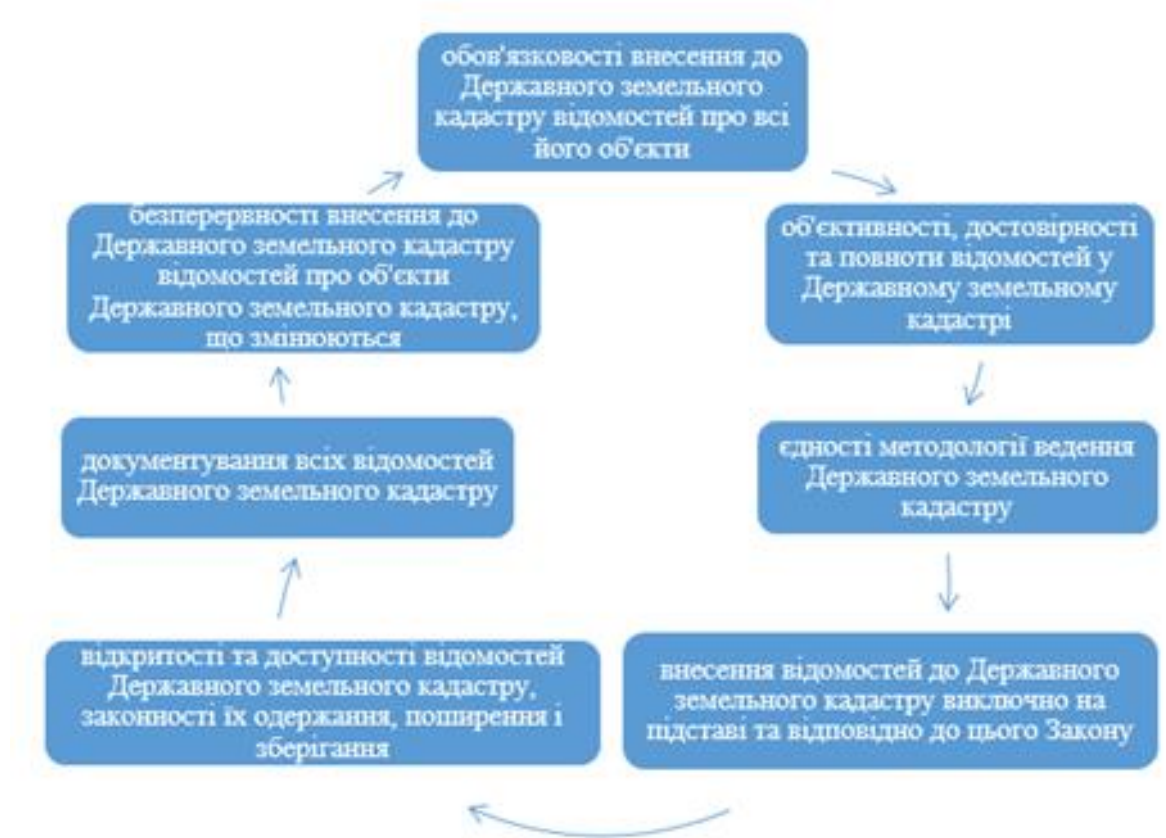 обов'язковості внесення до
Державного земельного
кадастру відомостей про всі
його об'єкти
об'єктивності, достовірності
та повноти відомостей у
Державному земельному
кадастрі
єдності методології ведення
Державного земельного
кадастру
внесення відомостей до Державного
земельного кадастру виключно на
підставі та відповідно до цього Закону
відкритості та доступності відомостей
Державного земельного кадастру,
законності їх одержання, поширення і
зберігання
документування всіх відомостей
Державного земельного кадастру
безперервності внесення до
Державного земельного кадастру
відомостей про об'єкти
Державного земельного кадастру,
що змінюються